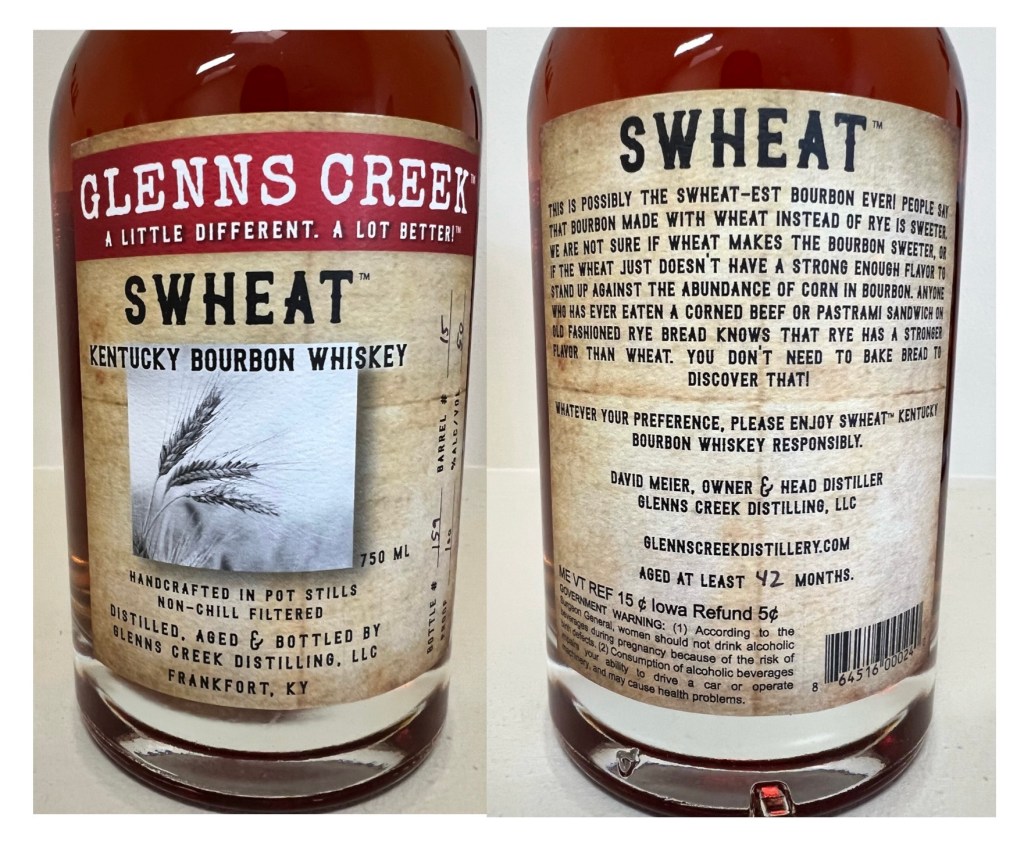 GLENNS CREEK™
A LITTLE DIFFERENT. A LOT BETTER!™
SWHEAT™
KENTUCKY BOURBON WHISKEY
750 ML
HANDCRAFTED IN POT STILLS
NON-CHILL FILTERED
DISTILLED, AGED & BOTTLED BY
GLENNS CREEK DISTILLING, LLC
FRANKFORT, KY
BOTTLE # 159 BARREL # 15
PROOF 100 %ALC/VOL 50
SWHEAT™
THIS IS POSSIBLY THE SWHEAT-EST BOURBON EVER! PEOPLE SAY
THAT BOURBON MADE WITH WHEAT INSTEAD OF RYE IS SWEETER.
WE ARE NOT SURE IF WHEAT MAKES THE BOURBON SWEETER, OR
IF THE WHEAT JUST DOESN'T HAVE A STRONG ENOUGH FLAVOR TO
STAND UP AGAINST THE ABUNDANCE OF CORN IN BOURBON. ANYONE
WHO HAS EVER EATEN A CORNED BEEF OR PASTRAMI SANDWICH ON
OLD FASHIONED RYE BREAD KNOWS THAT RYE HAS A STRONGER
FLAVOR THAN WHEAT. YOU DON'T NEED TO BAKE BREAD TO
DISCOVER THAT!
WHATEVER YOUR PREFERENCE, PLEASE ENJOY SWHEAT™ KENTUCKY
BOURBON WHISKEY RESPONSIBLY.
DAVID MEIER, OWNER & HEAD DISTILLER
GLENNS CREEK DISTILLING, LLC
GLENNSCREEKDISTILLERY.COM
AGED AT LEAST 42 MONTHS.
ME VT REF 15 ¢ Iowa Refund 5¢
GOVERNMENT WARNING: (1) According to the
Surgeon General, women should not drink alcoholic
beverages during pregnancy because of the risk of
birth defects. (2) Consumption of alcoholic beverages
impairs your ability to drive a car or operate
machinery, and may cause health problems.
8 64516 00024